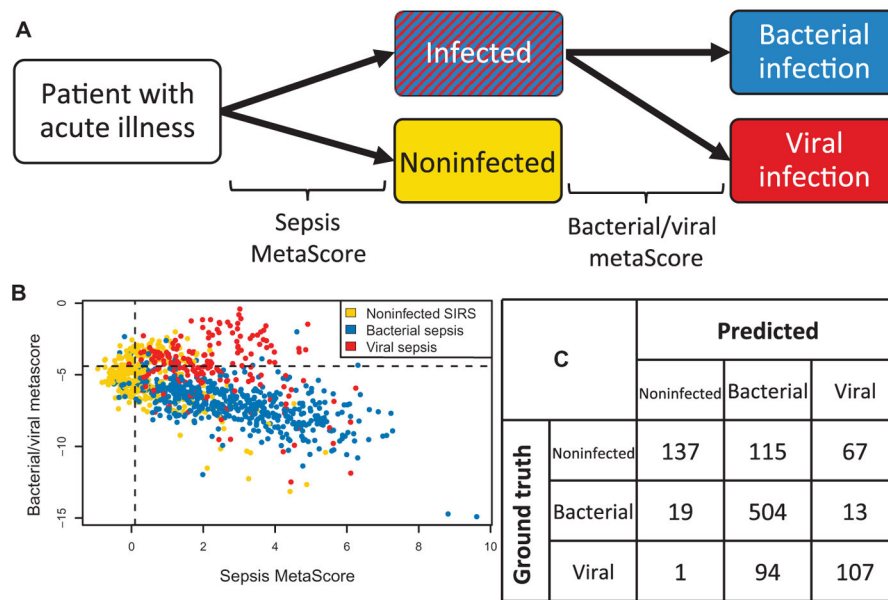 A
Patient with
acute illness
Infected
Noninfected
Bacterial
infection
Viral
infection
Sepsis
MetaScore
Bacterial/viral
metaScore
B
Bacterial/viral metascore
0
−5
−10
−15
Noninfected SIRS
Bacterial sepsis
Viral sepsis
0 2 4 6 8 10
Sepsis MetaScore
C
Predicted
Noninfected Bacterial Viral
Ground truth
Noninfected 137 115 67
Bacterial 19 504 13
Viral 1 94 107